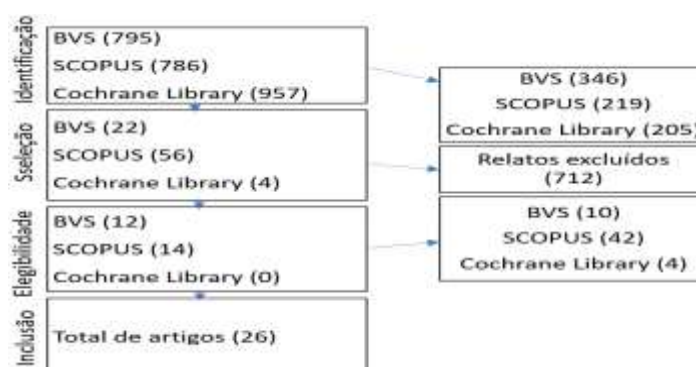 Identificação
BVS (795)
SCOPUS (786)
Cochrane Library (957)
BVS (346)
SCOPUS (219)
Cochrane Library (205)
Sseleção
BVS (22)
SCOPUS (56)
Cochrane Library (4)
Relatos excluídos
(712)
Elegibilidade
BVS (12)
SCOPUS (14)
Cochrane Library (0)
BVS (10)
SCOPUS (42)
Cochrane Library (4)
Inclusão
Total de artigos (26)